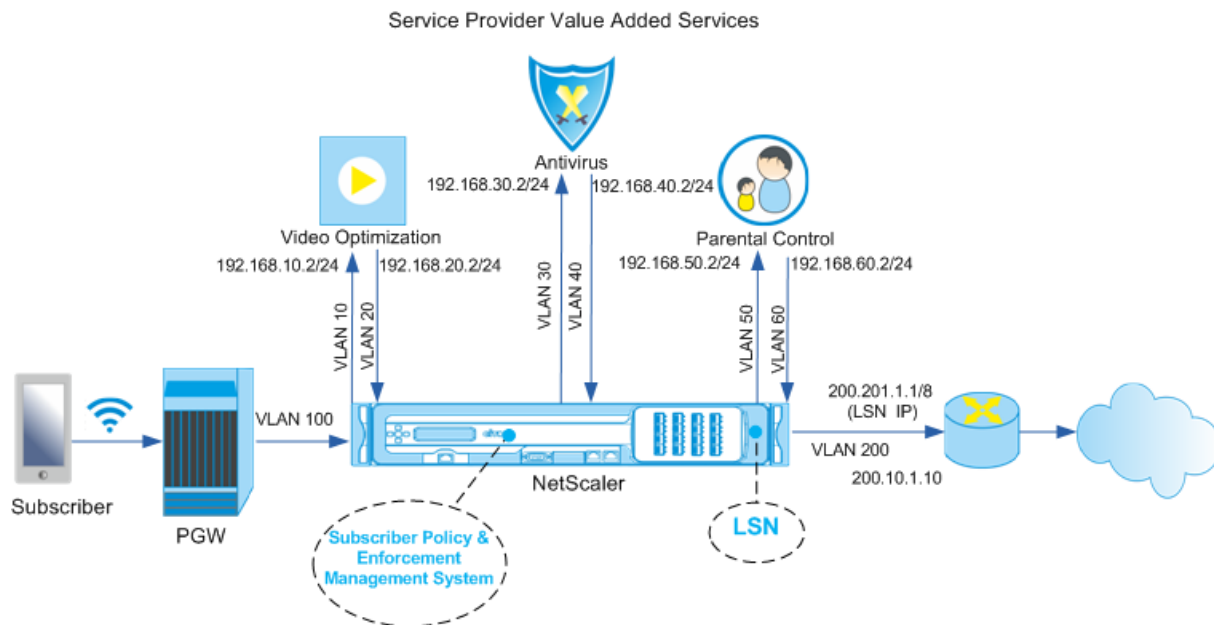 Service Provider Value Added Services
Antivirus
192.168.30.2/24
192.168.40.2/24
Video Optimization
192.168.10.2/24
192.168.20.2/24
Parental Control
192.168.50.2/24
192.168.60.2/24
VLAN 10
VLAN 20
VLAN 30
VLAN 40
VLAN 50
VLAN 60
Subscriber
PGW
VLAN 100
NetScaler
200.201.1.1/8
(LSN IP)
VLAN 200
200.10.1.10
Subscriber Policy &
Enforcement
Management System
LSN